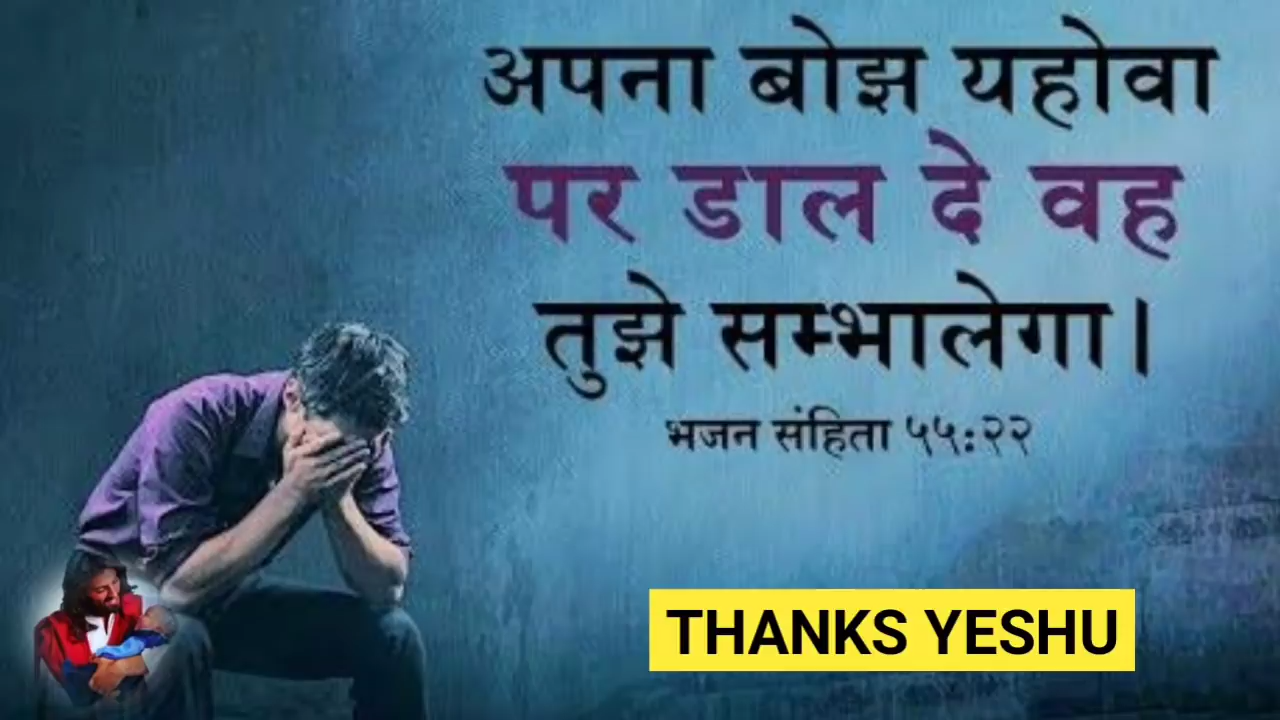 अपना बोझ यहोवा
पर डाल दे वह
तुझे सम्भालेगा।
भजन संहिता ५५:२२
THANKS YESHU